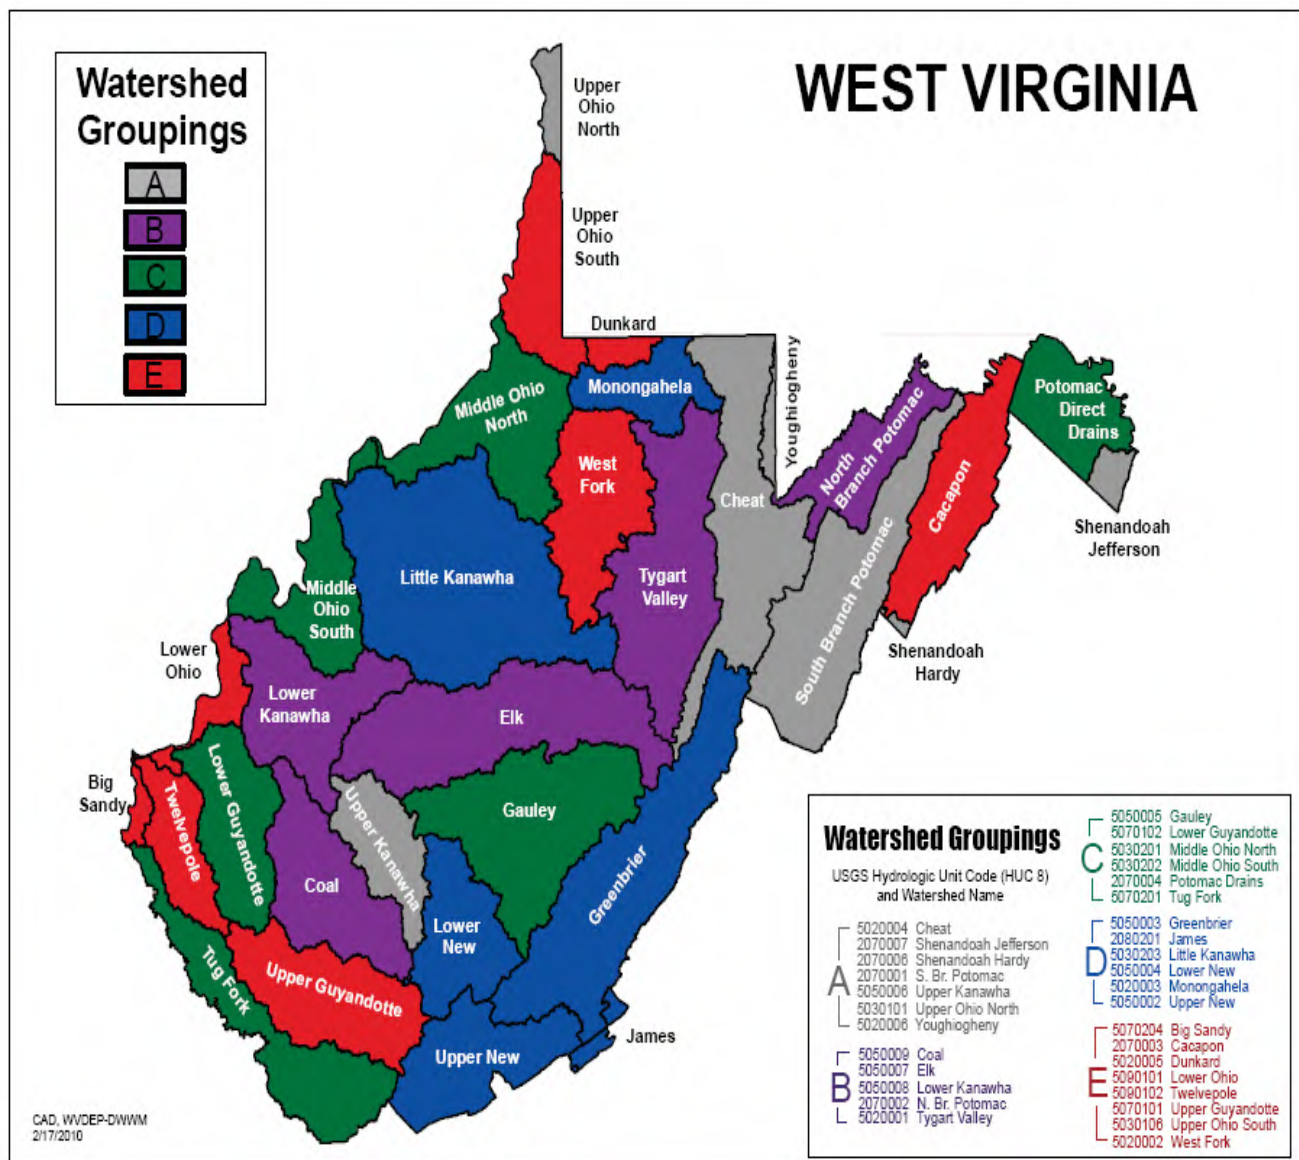 WEST VIRGINIA
Watershed
Groupings
A
B
C
D
E
Upper
Ohio
North
Upper
Ohio
South
Dunkard
Monongahela
Youghiogheny
Middle Ohio
North
West
Fork
Cheat
North
Branch Potomac
Potomac
Direct
Drains
Cacapon
South Branch Potomac
Shenandoah
Jefferson
Shenandoah
Hardy
Little Kanawha
Tygart
Valley
Middle
Ohio
South
Lower
Ohio
Lower
Kanawha
Elk
Big
Sandy
Twelvepole
Lower Guyandotte
Coal
Upper Kanawha
Gauley
Greenbrier
Lower
New
Tug Fork
Upper Guyandotte
Upper New
James
CAD, WVDEP-DWWM
2/17/2010
Watershed Groupings
USGS Hydrologic Unit Code (HUC 8)
and Watershed Name
A
5020004 Cheat
2070007 Shenandoah Jefferson
2070006 Shenandoah Hardy
2070001 S. Br. Potomac
5050006 Upper Kanawha
5030101 Upper Ohio North
5020006 Youghiogheny
B
5050009 Coal
5050007 Elk
5050008 Lower Kanawha
2070002 N. Br. Potomac
5020001 Tygart Valley
C
5050005 Gauley
5070102 Lower Guyandotte
5030201 Middle Ohio North
5030202 Middle Ohio South
2070004 Potomac Drains
5070201 Tug Fork
D
5050003 Greenbrier
2080201 James
5030203 Little Kanawha
5050004 Lower New
5020003 Monongahela
5050002 Upper New
E
5070204 Big Sandy
2070003 Cacapon
5020005 Dunkard
5090101 Lower Ohio
5090102 Twelvepole
5070101 Upper Guyandotte
5030106 Upper Ohio South
5020002 West Fork